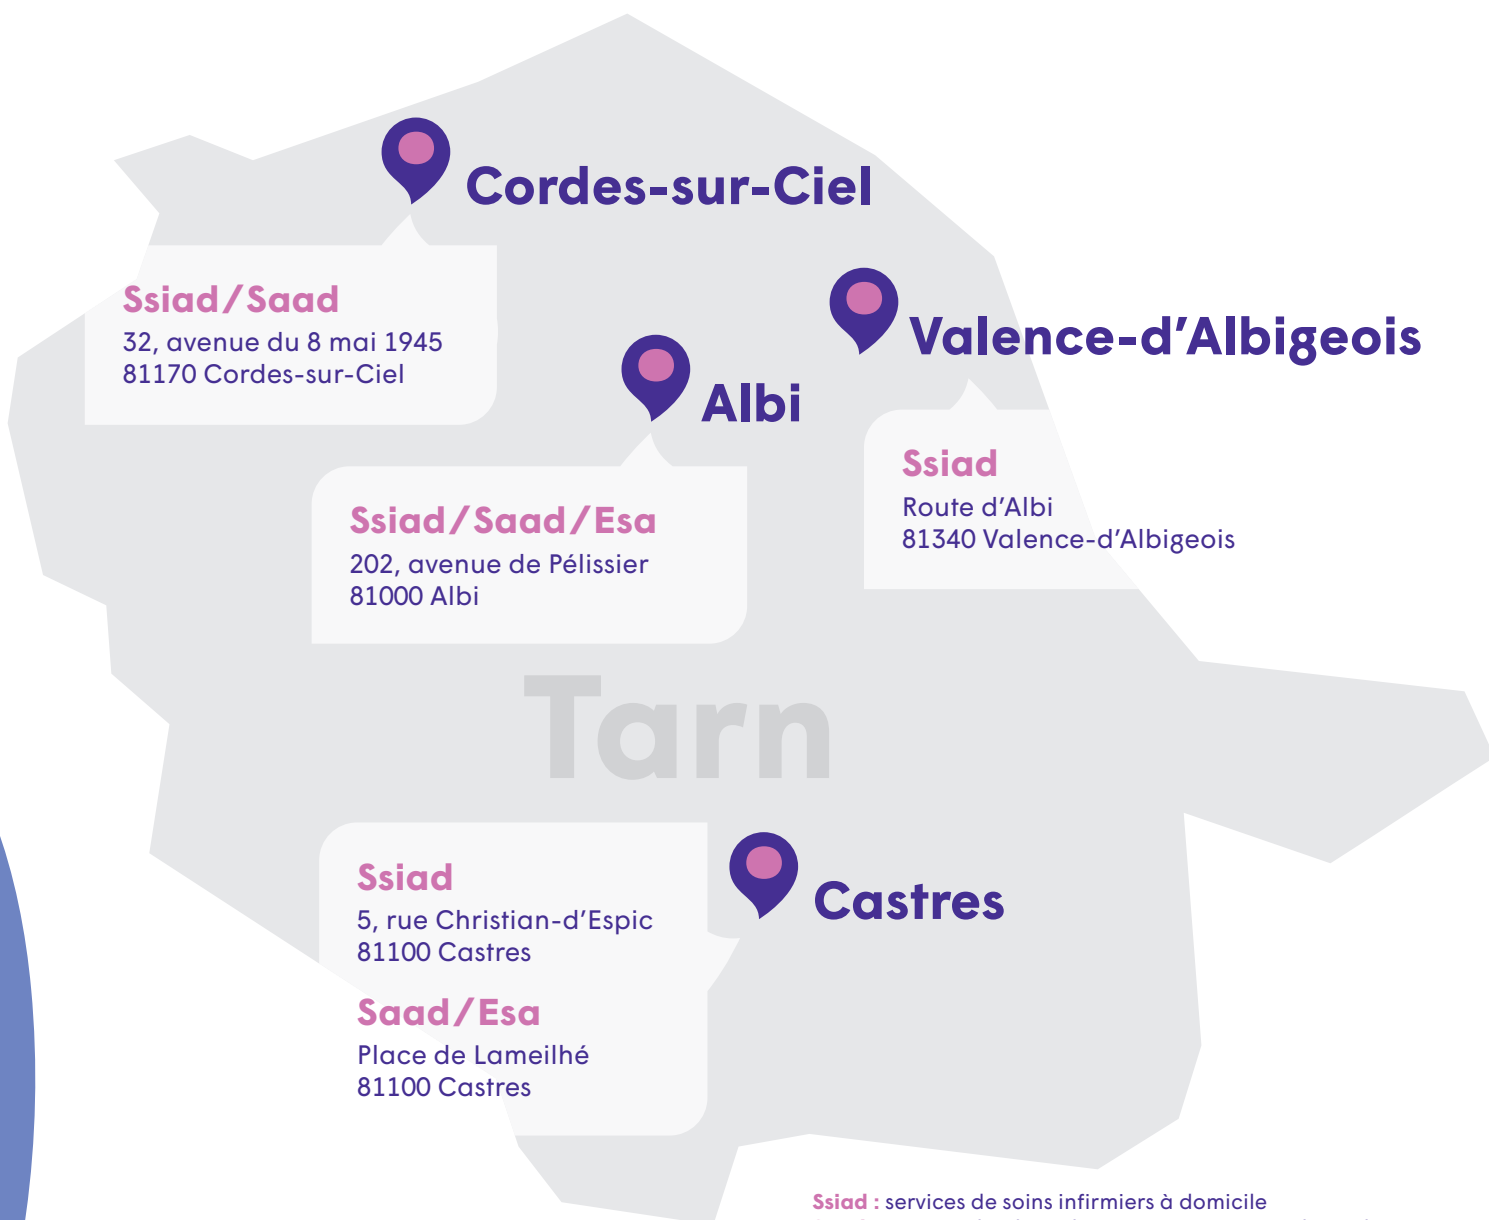 Cordes-sur-Ciel
Ssiad/Saad
32, avenue du 8 mai 1945
81170 Cordes-sur-Ciel
Valence-d’Albigeois
Ssiad
Route d’Albi
81340 Valence-d’Albigeois
Albi
Ssiad/Saad/Esa
202, avenue de Pélissier
81000 Albi
Tarn
Castres
Ssiad
5, rue Christian-d’Espic
81100 Castres
Saad/Esa
Place de Lameilhé
81100 Castres
Ssiad : services de soins infirmiers à domicile